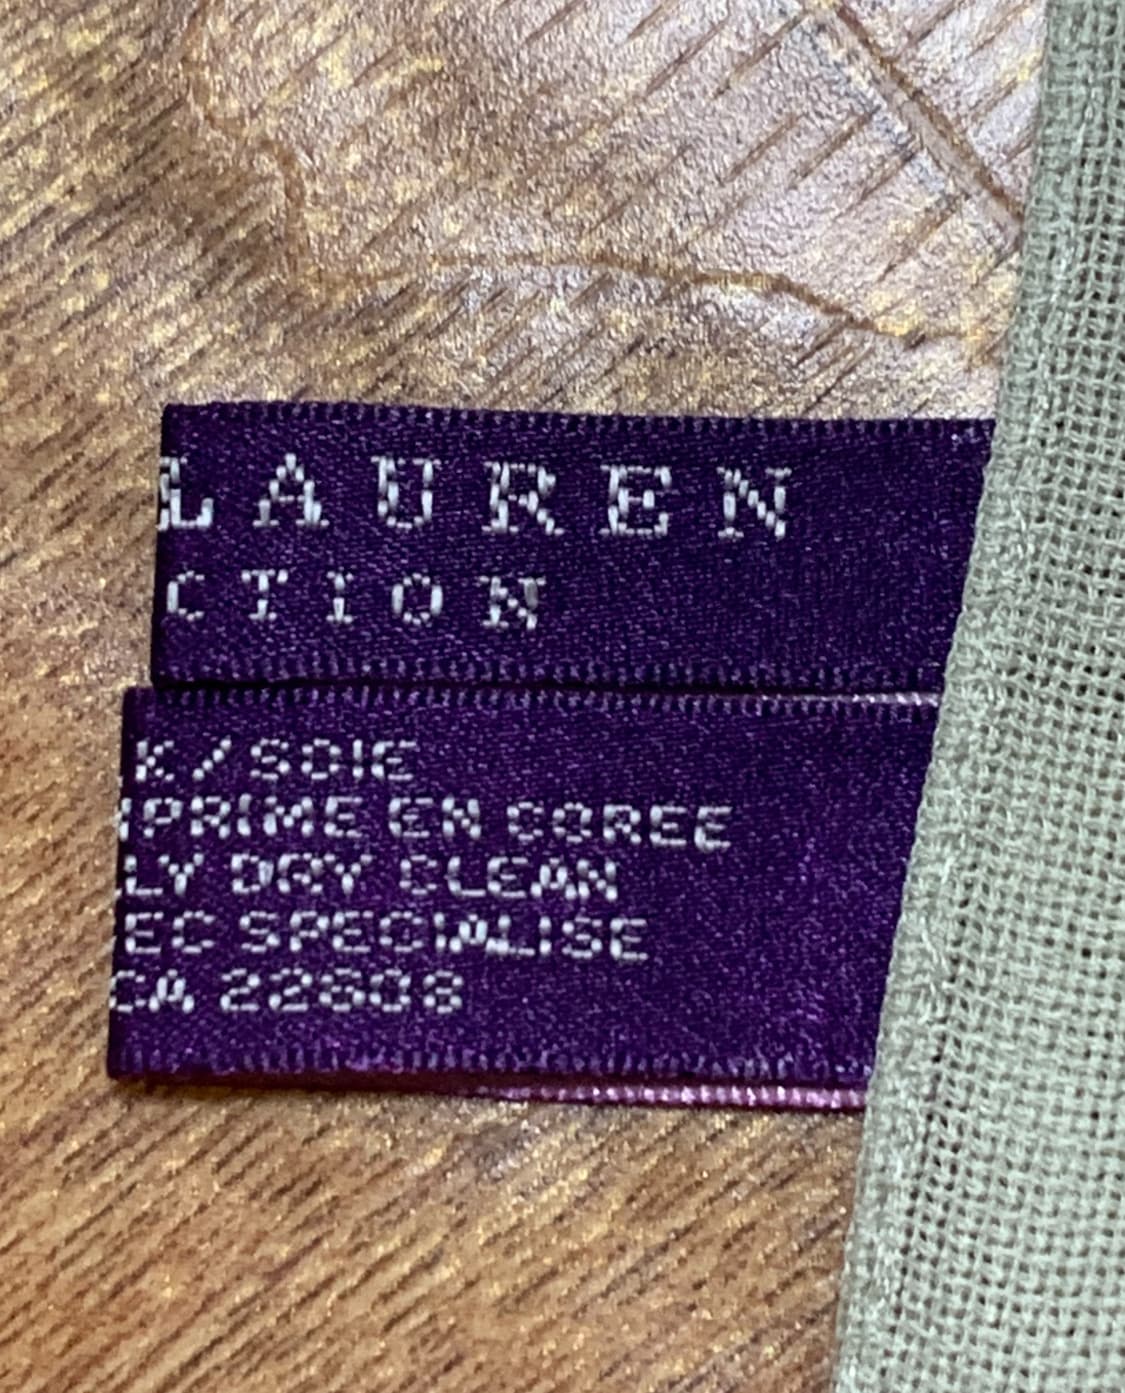 LAUREN
CTION
K/SOIE
PRIME EN COREE
LY DRY CLEAN
EC SPECIALISE
CA 22608